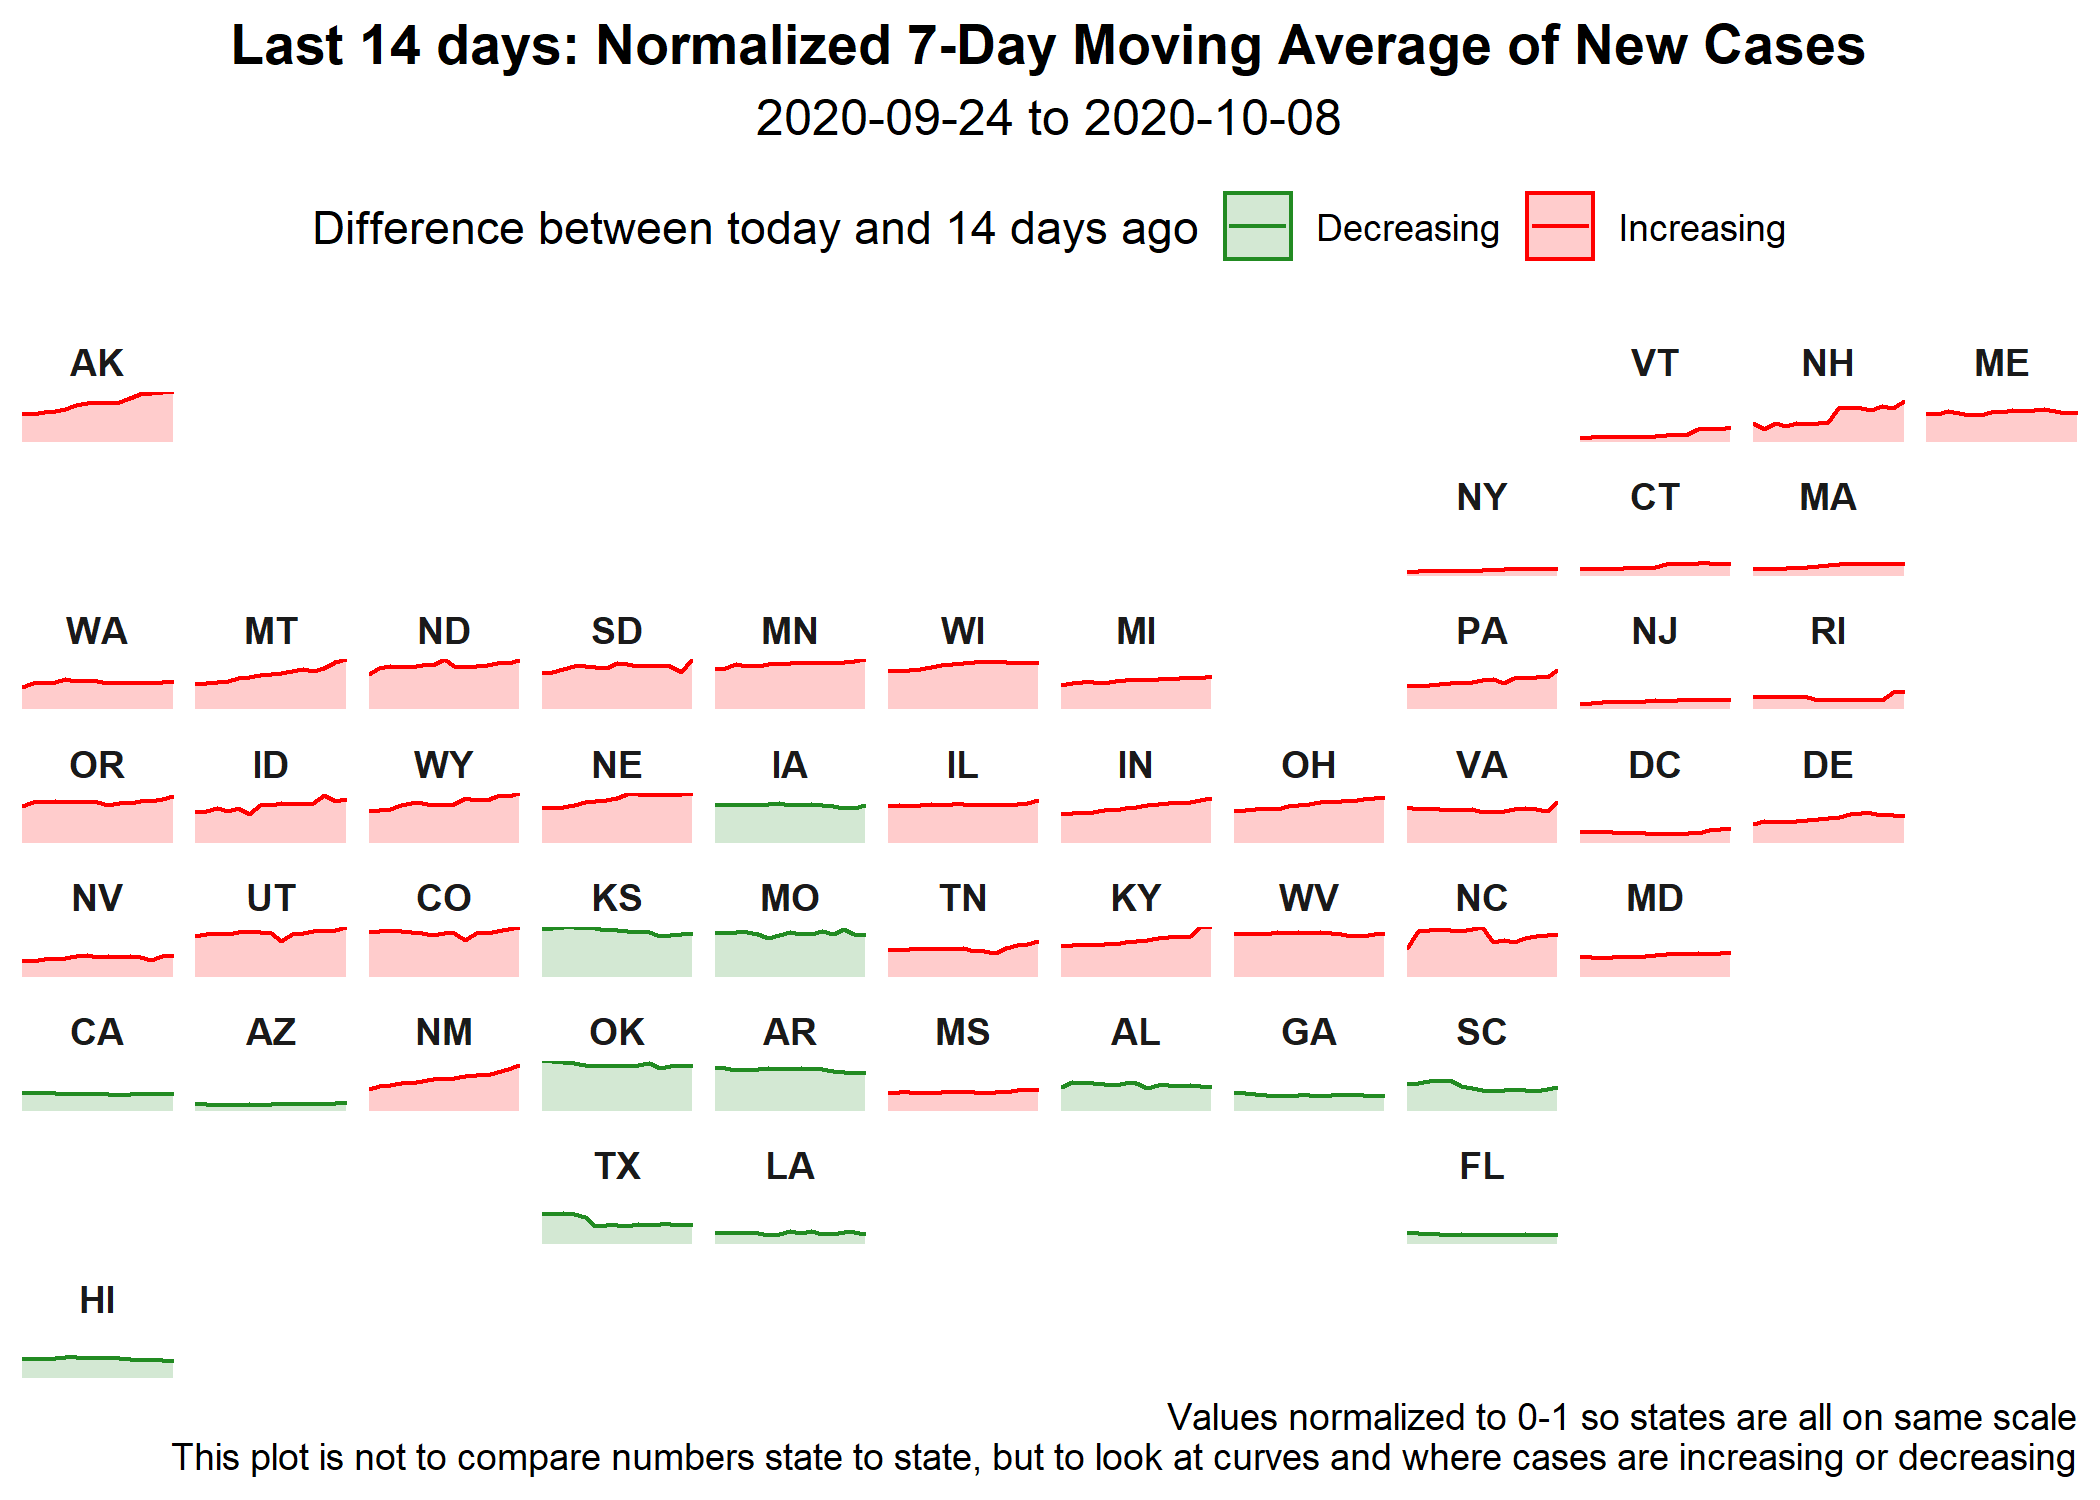 Last 14 days: Normalized 7-Day Moving Average of New Cases
2020-09-24 to 2020-10-08
Difference between today and 14 days ago Decreasing Increasing
AK VT NH ME
NY CT MA
WA MT ND SD MN WI MI PA NJ RI
OR ID WY NE IA IL IN OH VA DC DE
NV UT CO KS MO TN KY WV NC MD
CA AZ NM OK AR MS AL GA SC
TX LA FL
HI
Values normalized to 0-1 so states are all on same scale
This plot is not to compare numbers state to state, but to look at curves and where cases are increasing or decreasing